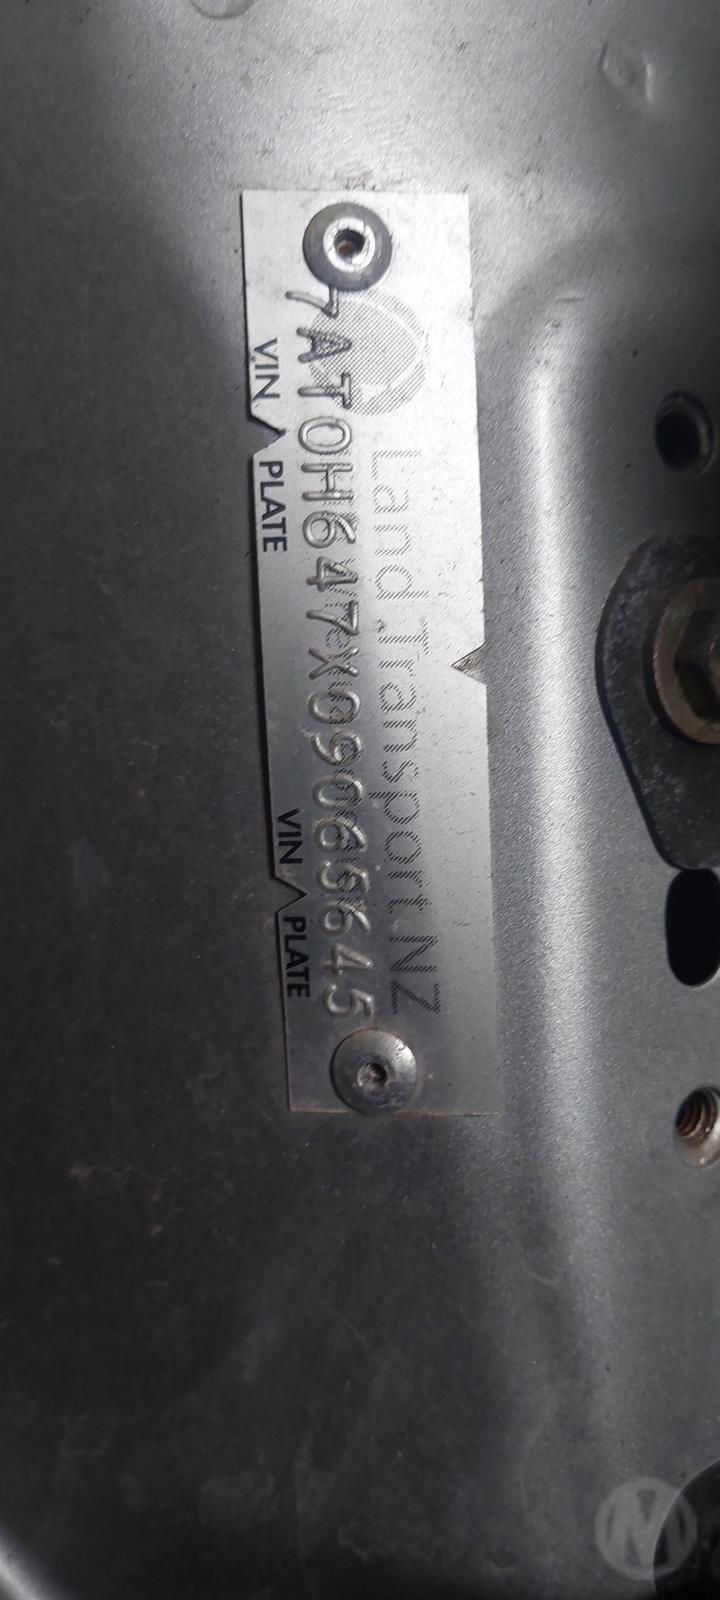 Land Transport NZ
7AT0H647X09065645
VIN PLATE VIN PLATE
M